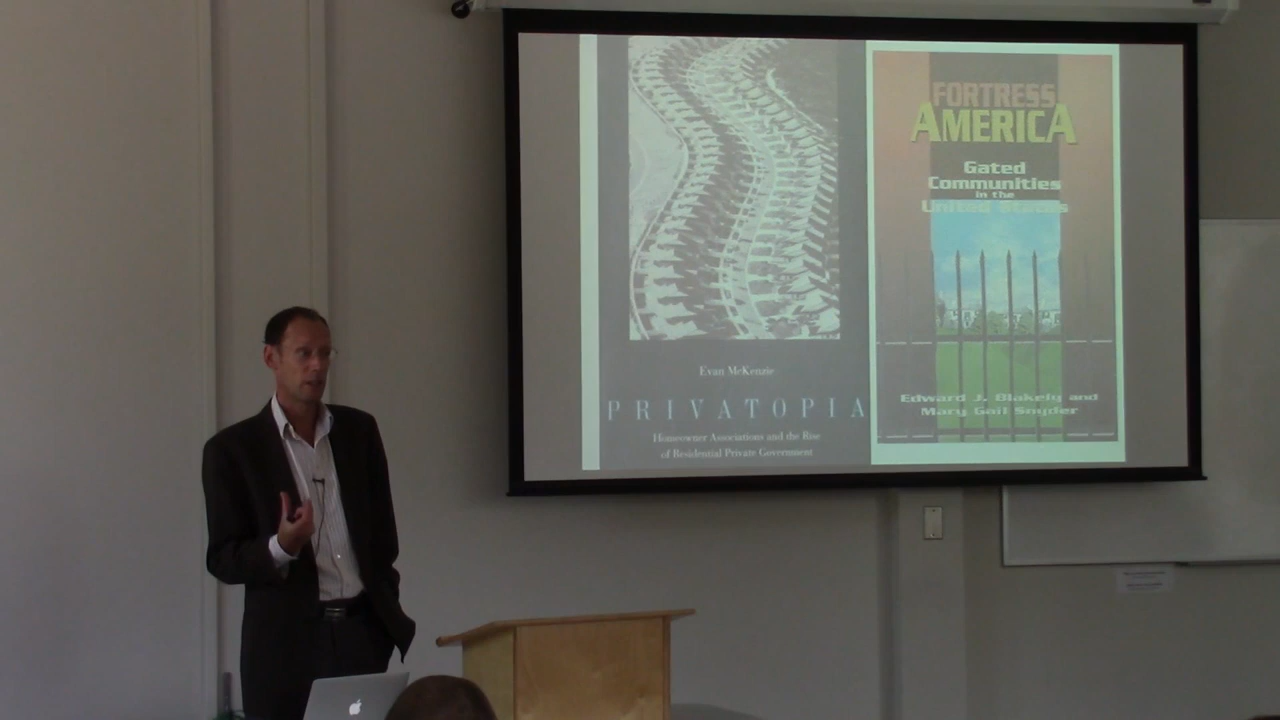 Evan McKenzie
PRIVATOPIA
Homeowner Associations and the Rise
of Residential Private Government
FORTRESS
AMERICA
Gated
Communities
in the
United States
Edward J. Blakely and
Mary Gail Snyder